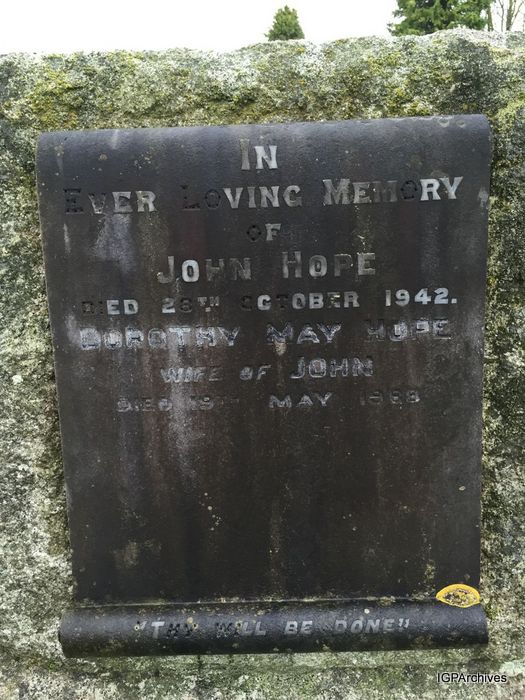 IN
EVER LOVING MEMORY
OF
JOHN HOPE
DIED 28TH OCTOBER 1942.
DOROTHY MAY HOPE
WIFE OF JOHN
DIED 19TH MAY
"THY WILL BE DONE"
IGPArchives